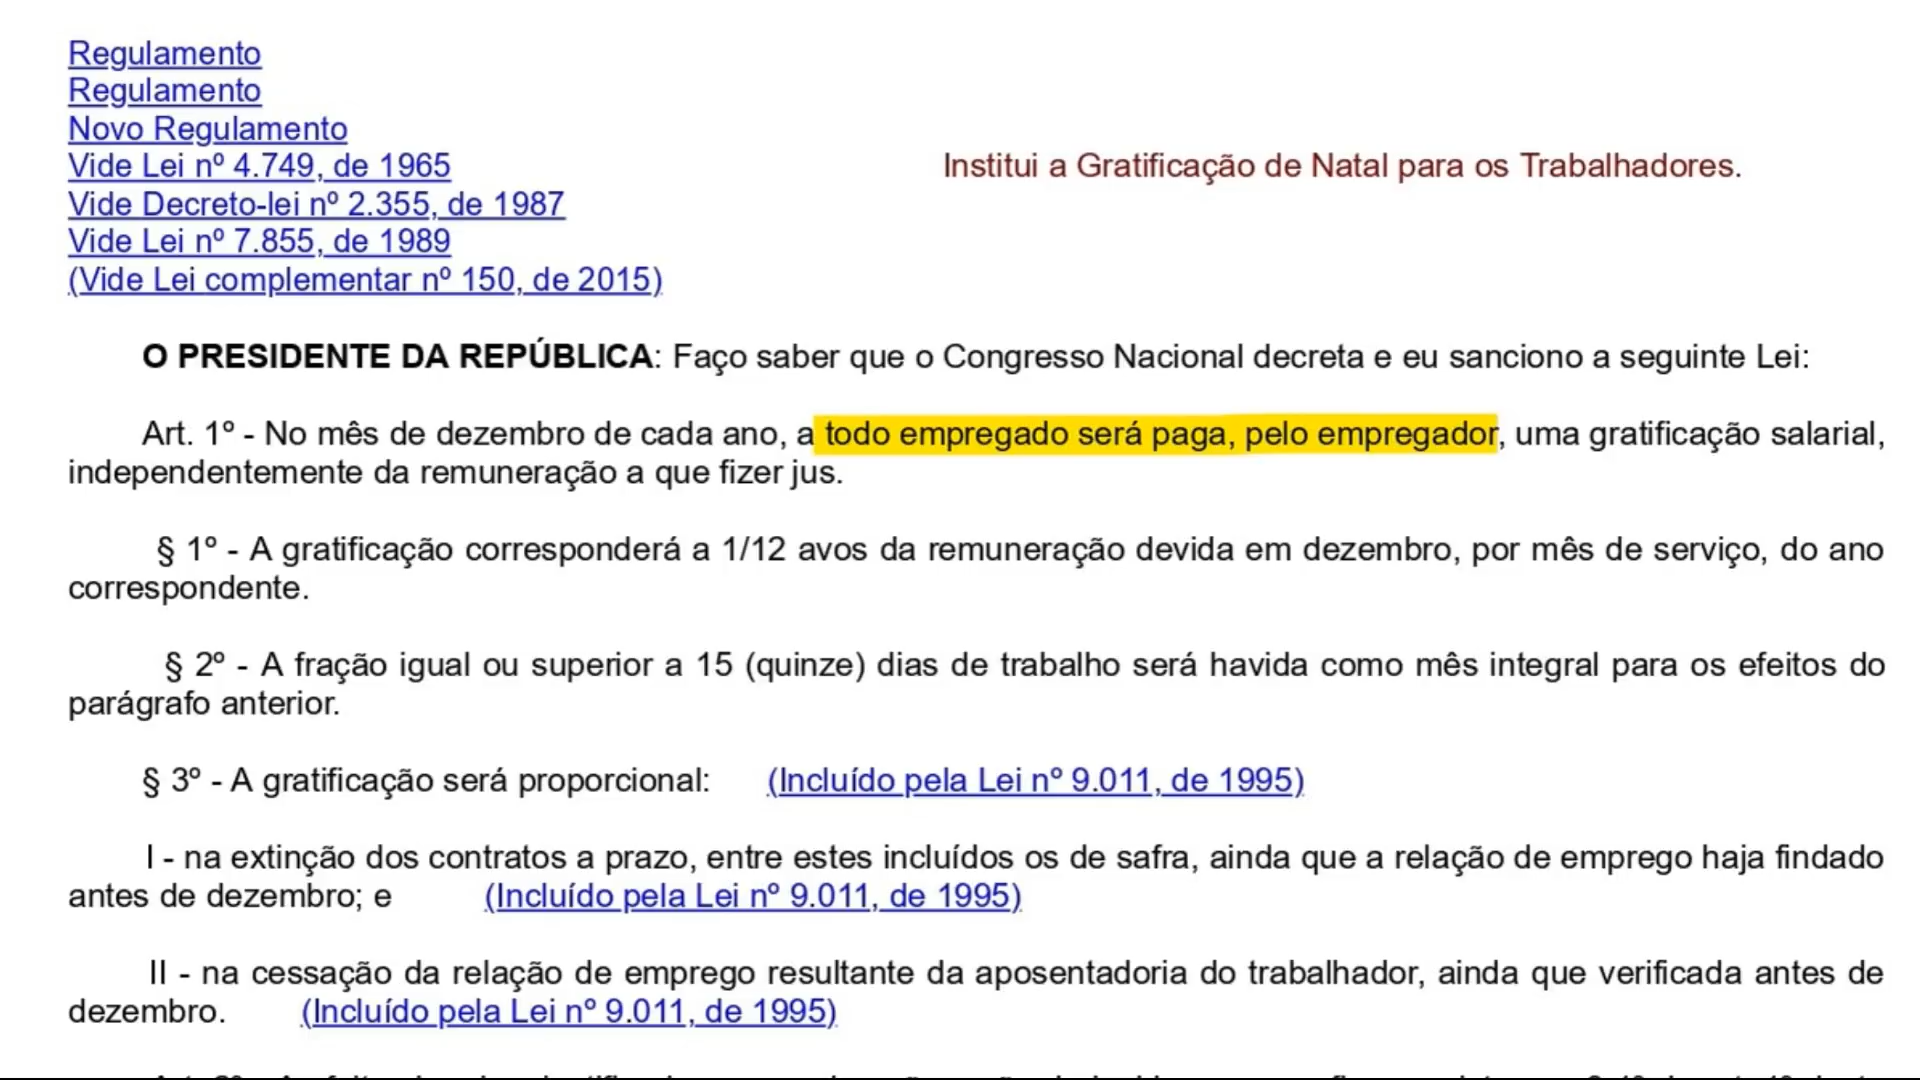 Regulamento
Regulamento
Novo Regulamento
Vide Lei nº 4.749, de 1965
Institui a Gratificação de Natal para os Trabalhadores.
Vide Decreto-lei nº 2.355, de 1987
Vide Lei nº 7.855, de 1989
(Vide Lei complementar nº 150, de 2015)
O PRESIDENTE DA REPÚBLICA: Faço saber que o Congresso Nacional decreta e eu sanciono a seguinte Lei:
Art. 1º - No mês de dezembro de cada ano, a todo empregado será paga, pelo empregador, uma gratificação salarial,
independentemente da remuneração a que fizer jus.
§ 1º - A gratificação corresponderá a 1/12 avos da remuneração devida em dezembro, por mês de serviço, do ano
correspondente.
§ 2º - A fração igual ou superior a 15 (quinze) dias de trabalho será havida como mês integral para os efeitos do
parágrafo anterior.
§ 3º - A gratificação será proporcional: (Incluído pela Lei nº 9.011, de 1995)
I - na extinção dos contratos a prazo, entre estes incluídos os de safra, ainda que a relação de emprego haja findado
antes de dezembro; e (Incluído pela Lei nº 9.011, de 1995)
II - na cessação da relação de emprego resultante da aposentadoria do trabalhador, ainda que verificada antes de
dezembro. (Incluído pela Lei nº 9.011, de 1995)